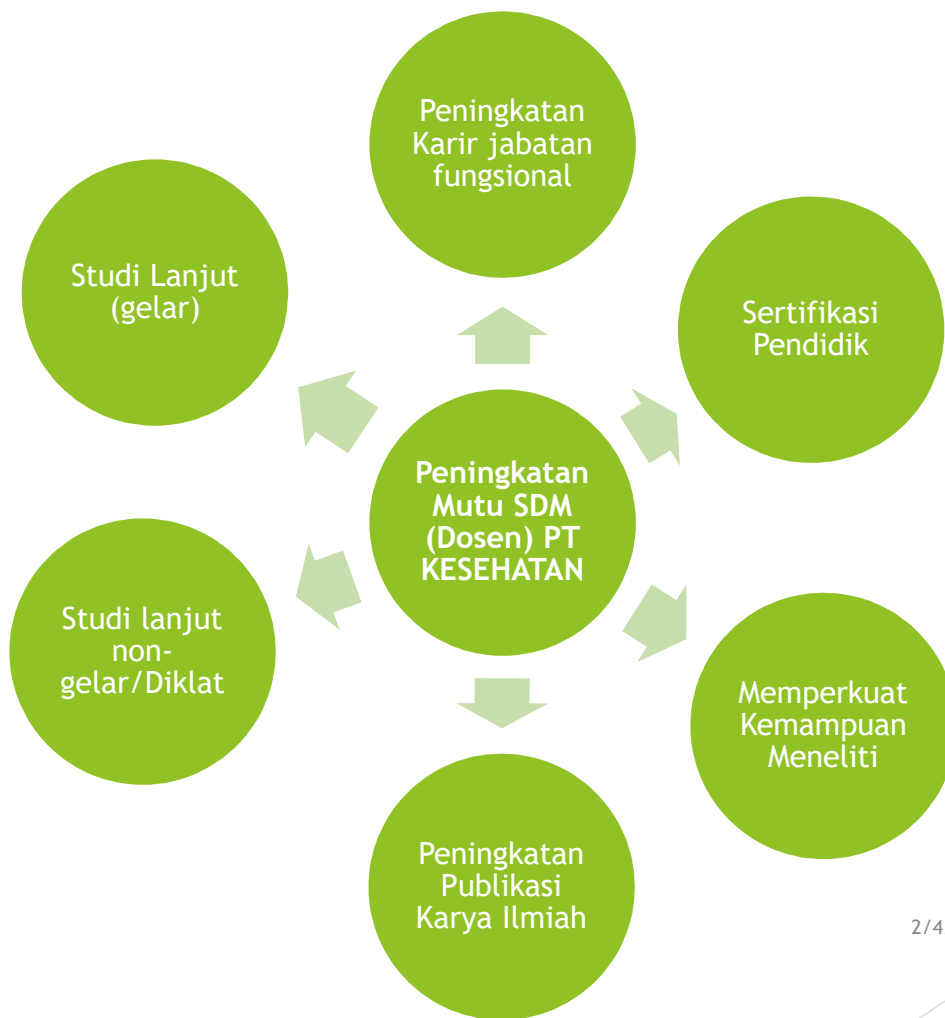 Peningkatan
Karir jabatan
fungsional
Studi Lanjut
(gelar)
Sertifikasi
Pendidik
Peningkatan
Mutu SDM
(Dosen) PT
KESEHATAN
Studi lanjut
non-
gelar/Diklat
Memperkuat
Kemampuan
Meneliti
Peningkatan
Publikasi
Karya Ilmiah
2/4